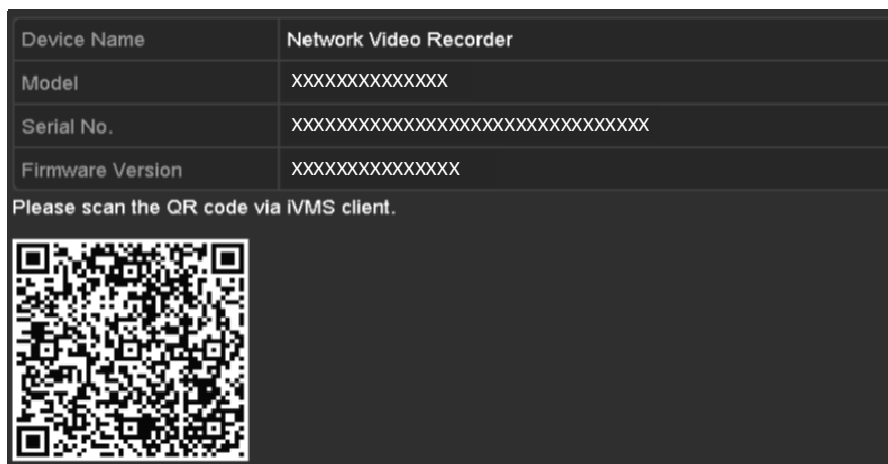 Device Name Network Video Recorder
Model XXXXXXXXXXXXXX
Serial No. XXXXXXXXXXXXXXXXXXXXXXXXXXXXXXXX
Firmware Version XXXXXXXXXXXXXXX
Please scan the QR code via iVMS client.